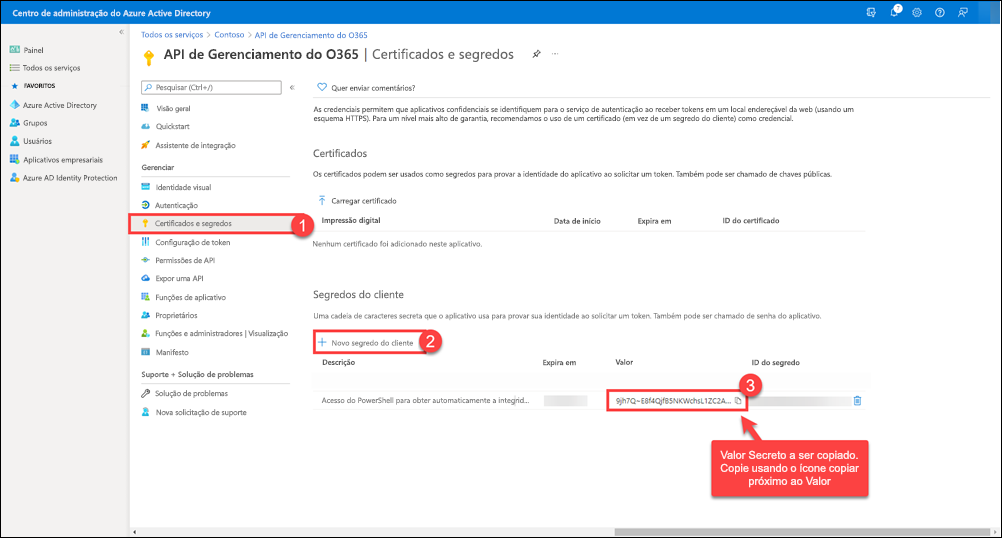 Centro de administração do Azure Active Directory
7
Todos os serviços > Contoso > API de Gerenciamento do O365
API de Gerenciamento do O365 | Certificados e segredos
Painel
Todos os serviços
FAVORITOS
Azure Active Directory
Grupos
Usuários
Aplicativos empresariais
Azure AD Identity Protection
Pesquisar (Ctrl+/)
Visão geral
Quickstart
Assistente de integração
Gerenciar
Identidade visual
Autenticação
Certificados e segredos
1
Configuração de token
Permissões de API
Expor uma API
Funções de aplicativo
Proprietários
Funções e administradores | Visualização
Manifesto
Suporte + Solução de problemas
Solução de problemas
Nova solicitação de suporte
Quer enviar comentários?
As credenciais permitem que aplicativos confidenciais se identifiquem para o serviço de autenticação ao receber tokens em um local endereçável da web (usando um
esquema HTTPS). Para um nível mais alto de garantia, recomendamos o uso de um certificado (em vez de um segredo do cliente) como credencial.
Certificados
Os certificados podem ser usados como segredos para provar a identidade do aplicativo ao solicitar um token. Também pode ser chamado de chaves públicas.
Carregar certificado
Impressão digital Data de início Expira em ID do certificado
Nenhum certificado foi adicionado neste aplicativo.
Segredos do cliente
Uma cadeia de caracteres secreta que o aplicativo usa para provar sua identidade ao solicitar um token. Também pode ser chamado de senha do aplicativo.
Novo segredo do cliente
2
Descrição Expira em Valor ID do segredo
3
Acesso do PowerShell para obter automaticamente a integrid... 9jh7Q~E8f4QjfB5NKWchsL1ZC2A...
Valor Secreto a ser copiado.
Copie usando o ícone copiar
próximo ao Valor